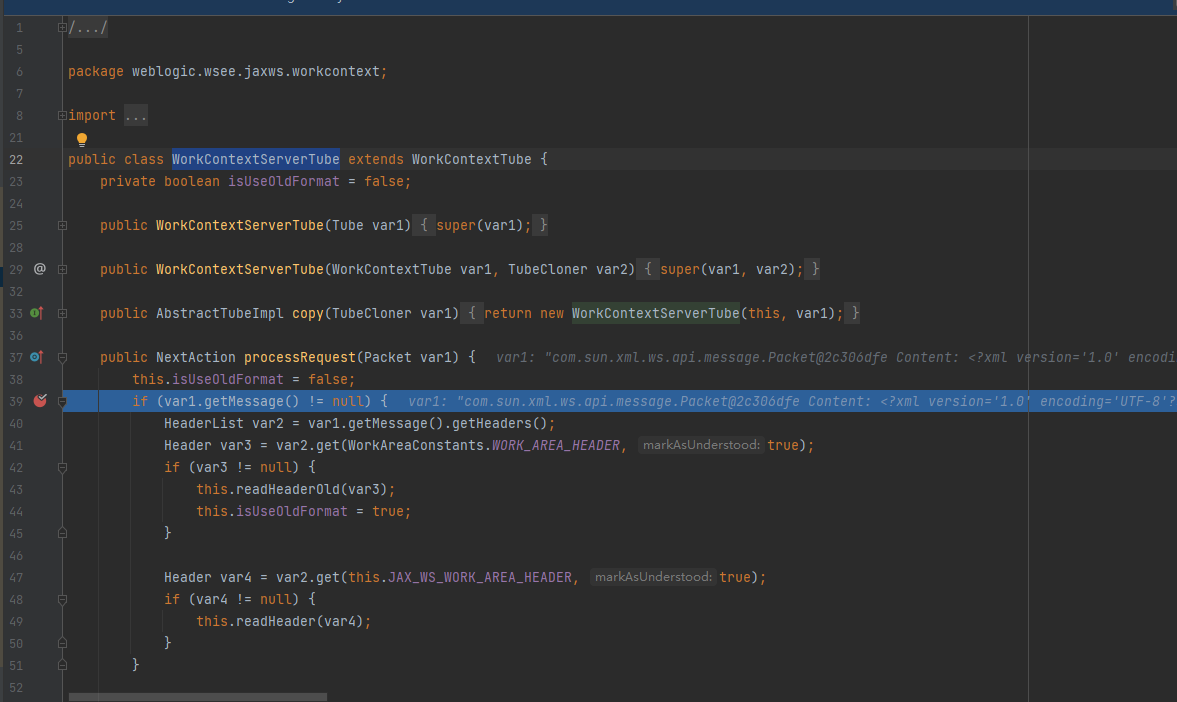 1 /.../
5
6 package weblogic.wsee.jaxws.workcontext;
7
8 import ...
21
22 public class WorkContextServerTube extends WorkContextTube {
23 private boolean isUseOldFormat = false;
24
25 public WorkContextServerTube(Tube var1) { super(var1); }
28
29 @ public WorkContextServerTube(WorkContextTube var1, TubeCloner var2) { super(var1, var2); }
32
33 public AbstractTubeImpl copy(TubeCloner var1) { return new WorkContextServerTube(this, var1); }
36
37 public NextAction processRequest(Packet var1) { var1: "com.sun.xml.ws.api.message.Packet@2c306dfe Content: <?xml version='1.0' encodi
38 this.isUseOldFormat = false;
39 if (var1.getMessage() != null) { var1: "com.sun.xml.ws.api.message.Packet@2c306dfe Content: <?xml version='1.0' encoding='UTF-8'?
40 HeaderList var2 = var1.getMessage().getHeaders();
41 Header var3 = var2.get(WorkAreaConstants.WORK_AREA_HEADER, markAsUnderstood: true);
42 if (var3 != null) {
43 this.readHeaderOld(var3);
44 this.isUseOldFormat = true;
45 }
46
47 Header var4 = var2.get(this.JAX_WS_WORK_AREA_HEADER, markAsUnderstood: true);
48 if (var4 != null) {
49 this.readHeader(var4);
50 }
51 }
52